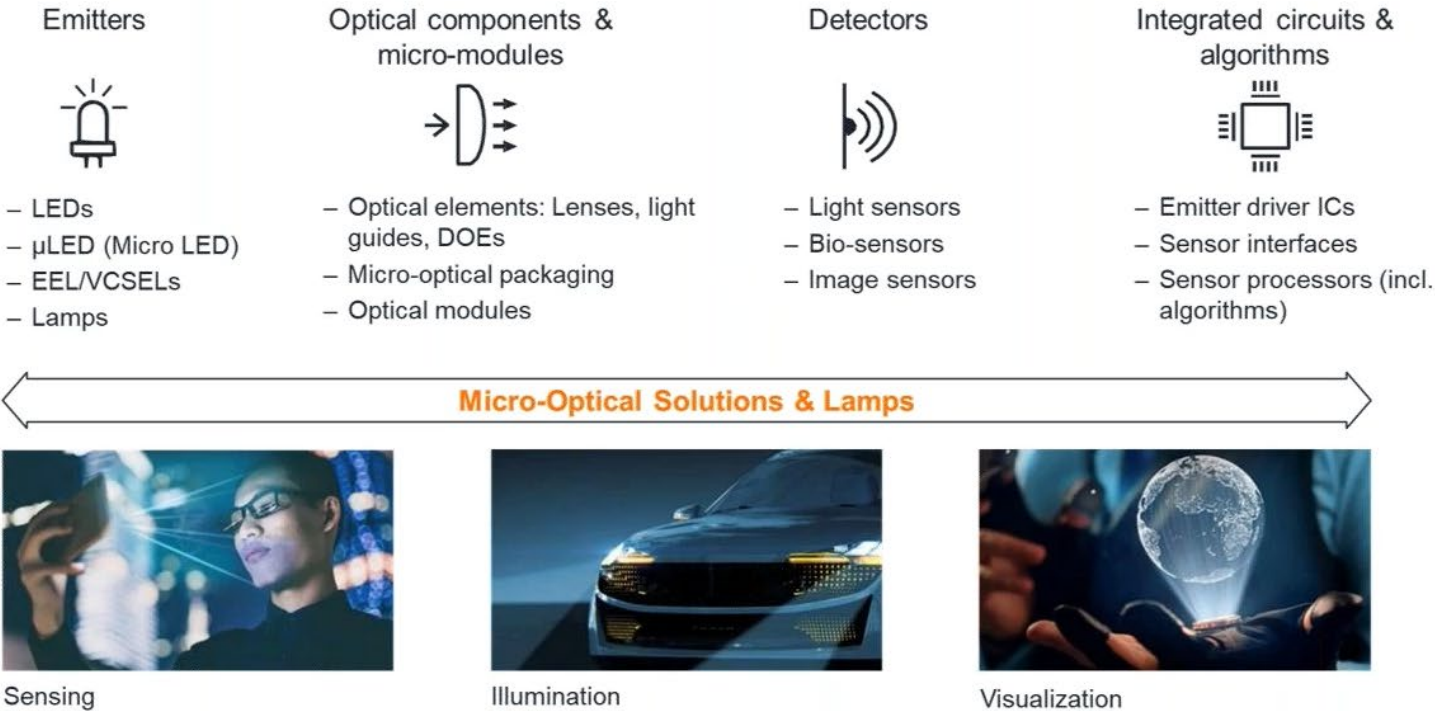 Emitters
Optical components &
micro-modules
Detectors
Integrated circuits &
algorithms
– LEDs
– µLED (Micro LED)
– EEL/VCSELs
– Lamps
– Optical elements: Lenses, light
guides, DOEs
– Micro-optical packaging
– Optical modules
– Light sensors
– Bio-sensors
– Image sensors
– Emitter driver ICs
– Sensor interfaces
– Sensor processors (incl.
algorithms)
Micro-Optical Solutions & Lamps
Sensing
Illumination
Visualization